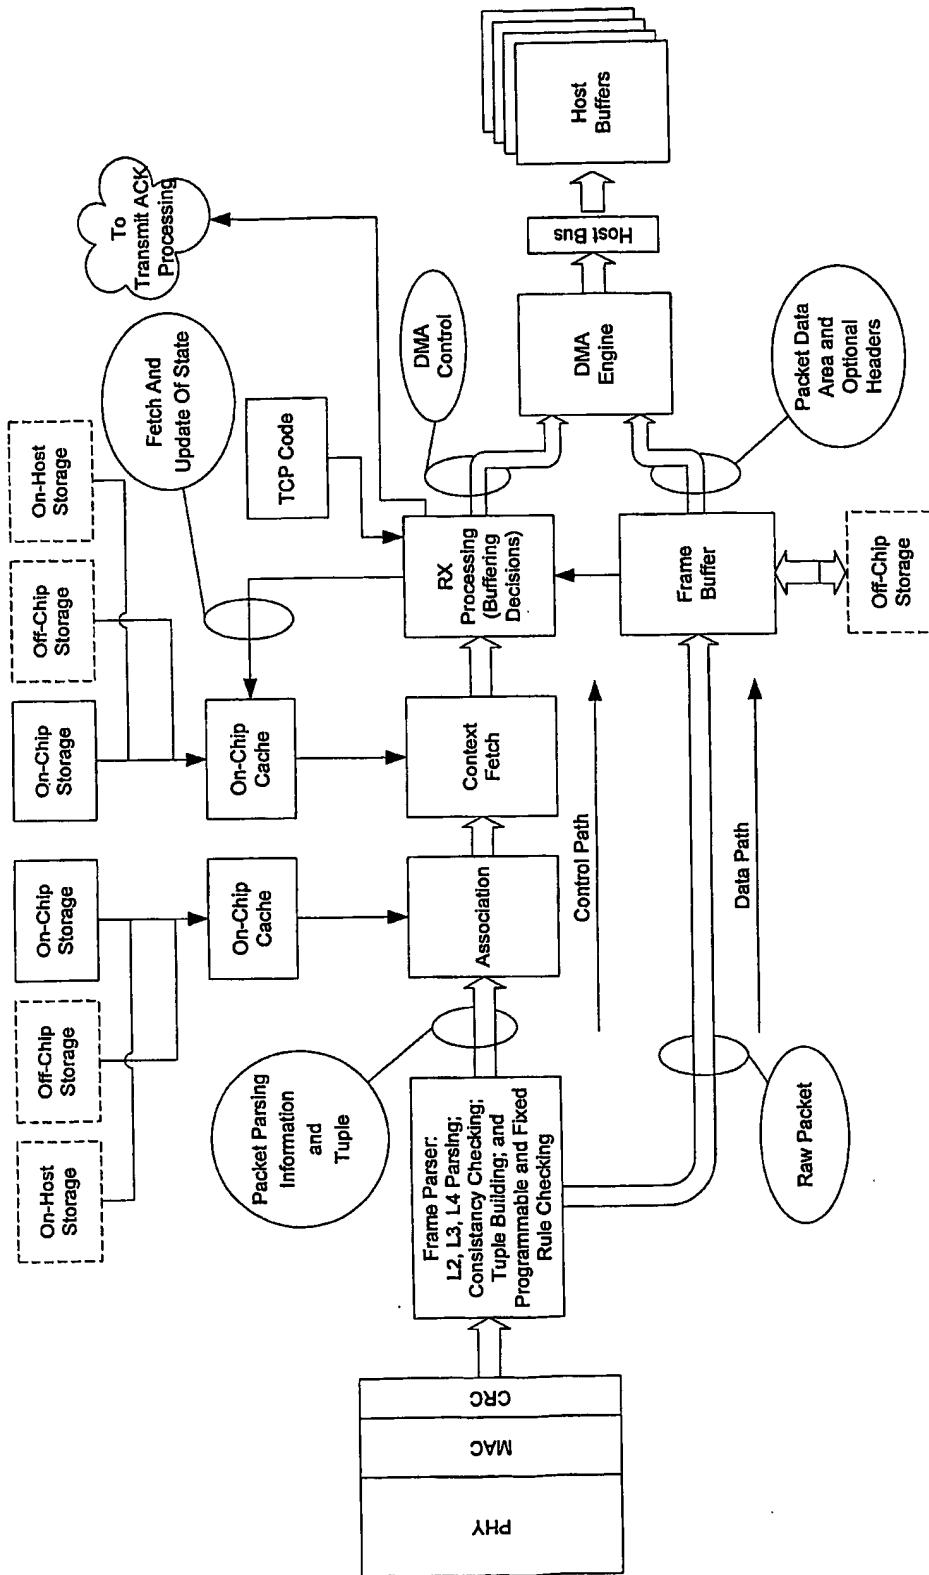 PHY
MAC
CRC
Frame Parser:
L2, L3, L4 Parsing;
Consistancy Checking;
Tuple Building; and
Programmable and Fixed
Rule Checking
Packet Parsing
Information
and
Tuple
Raw Packet
On-Host
Storage
Off-Chip
Storage
On-Chip
Storage
On-Chip
Cache
Association
On-Chip
Storage
Off-Chip
Storage
On-Host
Storage
On-Chip
Cache
Context
Fetch
Control Path
Data Path
Fetch And
Update Of State
TCP Code
RX
Processing
(Buffering
Decisions)
Frame
Buffer
Off-Chip
Storage
To
Transmit ACK
Processing
DMA
Control
DMA
Engine
Packet Data
Area and
Optional
Headers
Host Bus
Host
Buffers